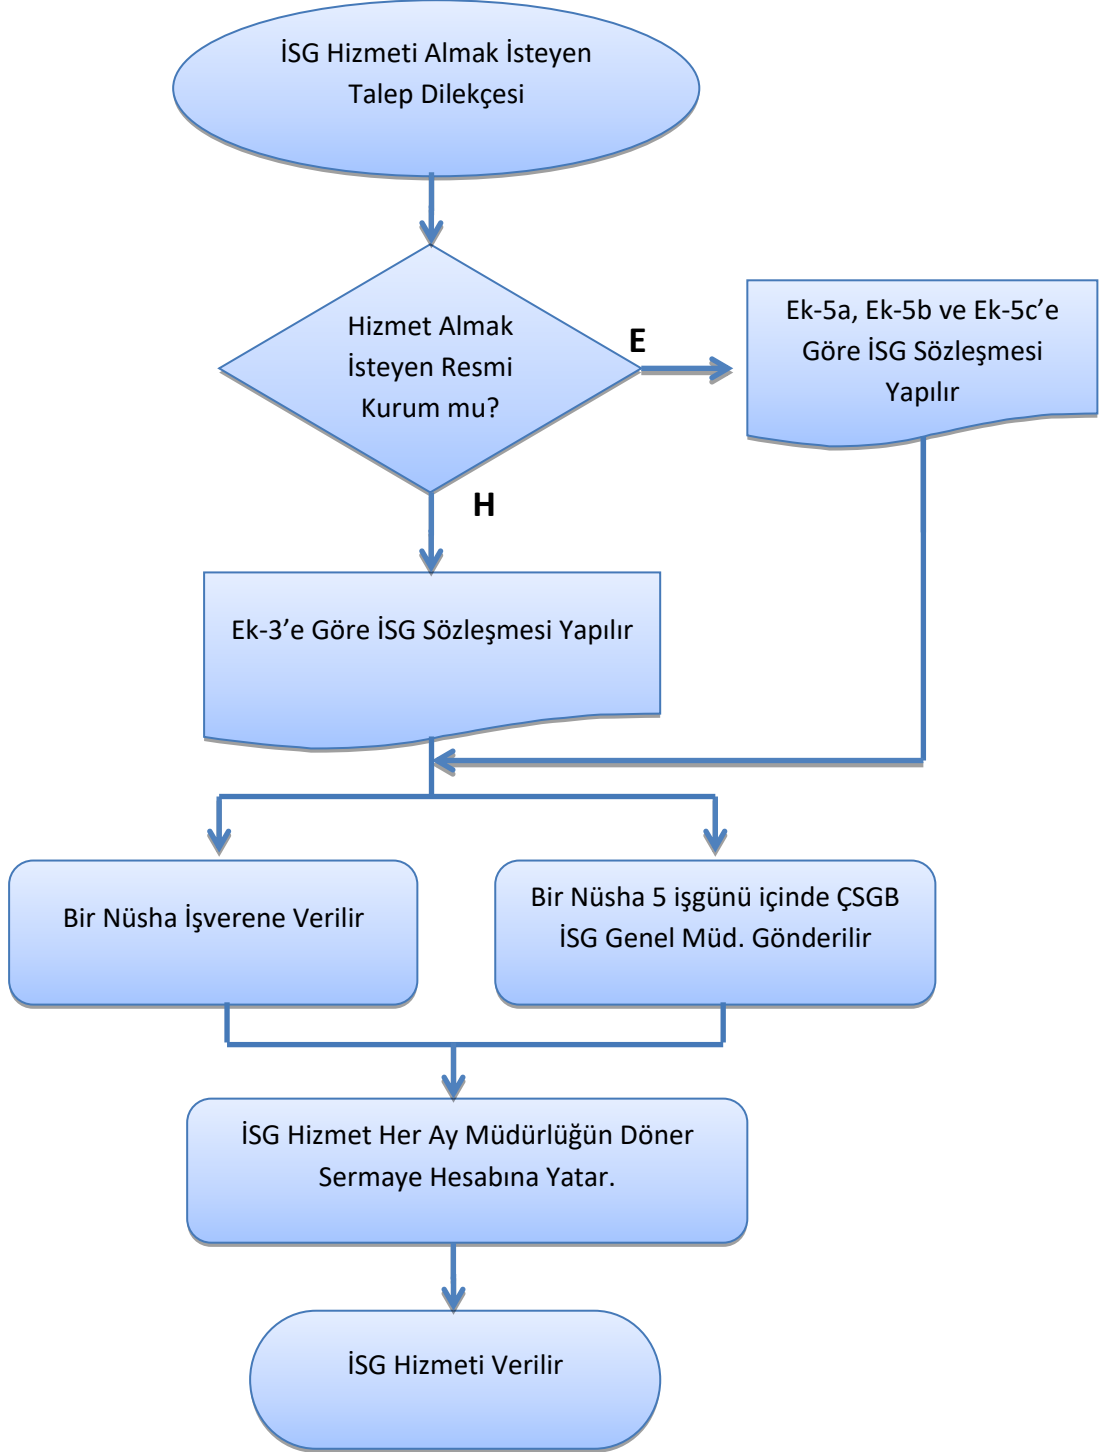 İSG Hizmeti Almak İsteyen
Talep Dilekçesi
Hizmet Almak
İsteyen Resmi
Kurum mu?
E
Ek-5a, Ek-5b ve Ek-5c’e
Göre İSG Sözleşmesi
Yapılır
H
Ek-3’e Göre İSG Sözleşmesi Yapılır
Bir Nüsha İşverene Verilir
Bir Nüsha 5 işgünü içinde ÇSGB
İSG Genel Müd. Gönderilir
İSG Hizmet Her Ay Müdürlüğün Döner
Sermaye Hesabına Yatar.
İSG Hizmeti Verilir